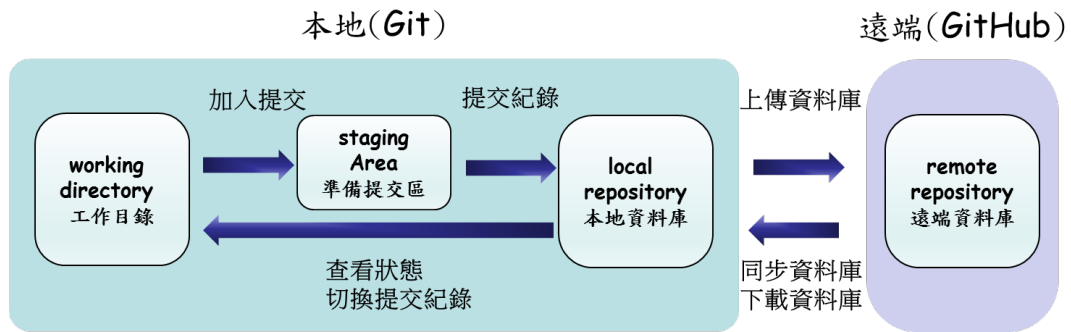 本地(Git)
遠端(GitHub)
加入提交
提交紀錄
上傳資料庫
working
directory
工作目錄
staging
Area
準備提交區
local
repository
本地資料庫
remote
repository
遠端資料庫
查看狀態
切換提交紀錄
同步資料庫
下載資料庫